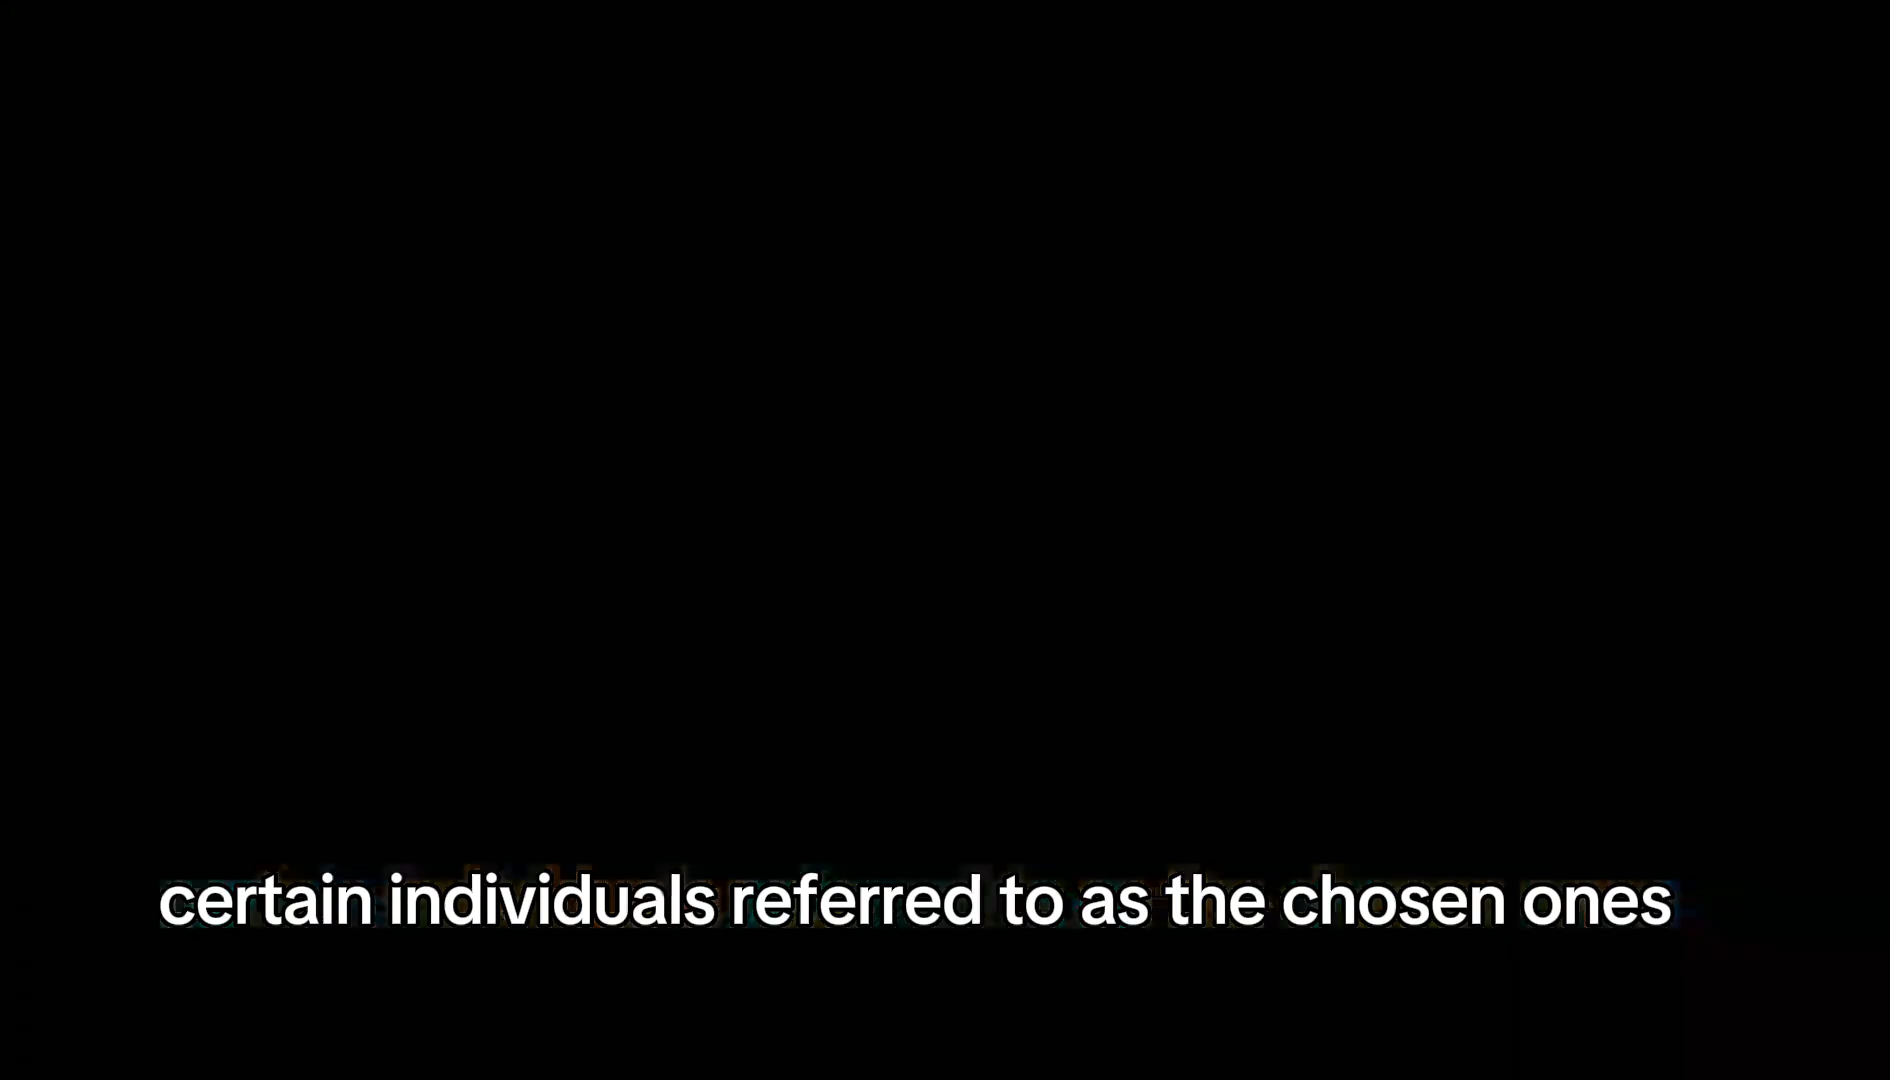 certain individuals referred to as the chosen ones